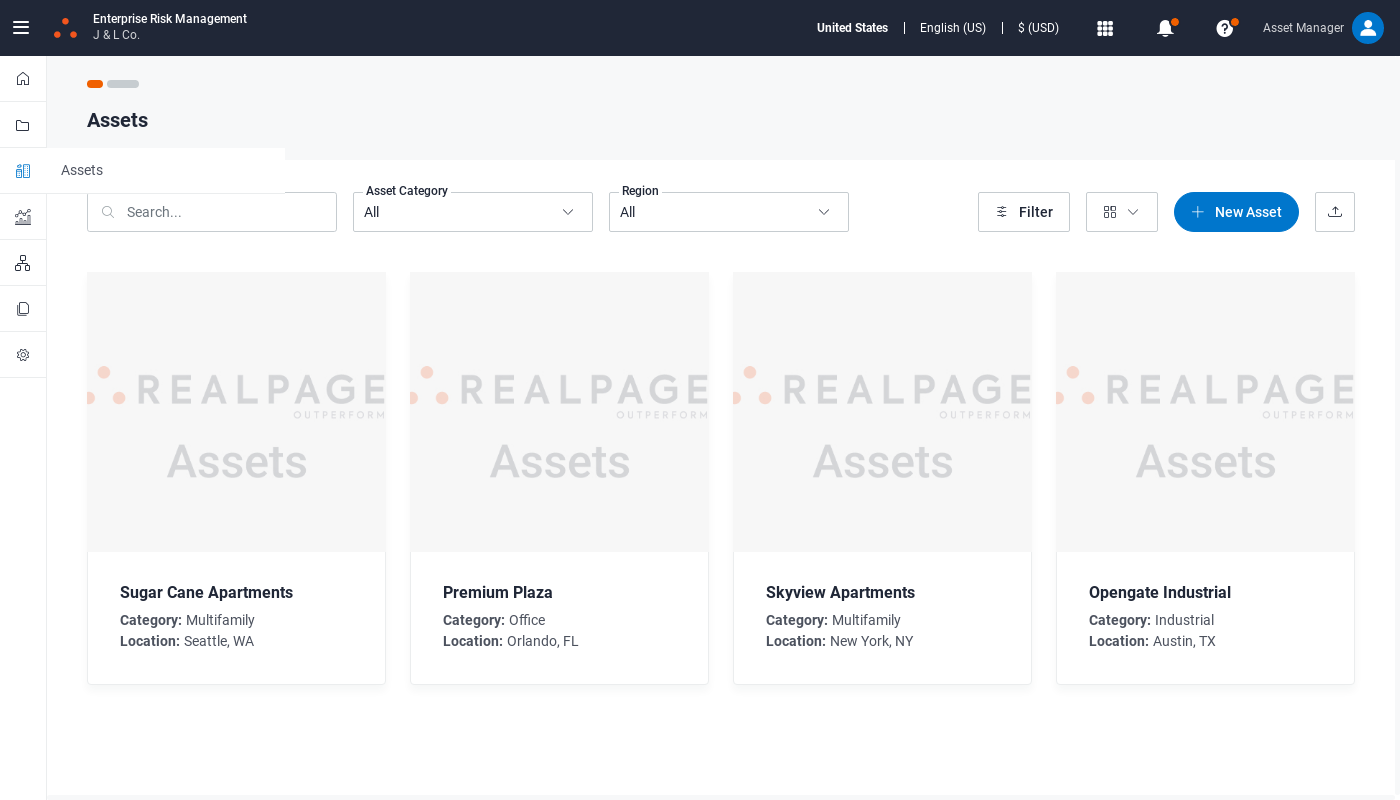 Enterprise Risk Management
J & L Co.
United States
English (US)
$ (USD)
Asset Manager
Assets
Assets
Search...
Asset Category
All
Region
All
Filter
New Asset
REALPAGE
OUTPERFORM
Assets
REALPAGE
OUTPERFORM
Assets
REALPAGE
OUTPERFORM
Assets
REALPAGE
OUTPERFORM
Assets
Sugar Cane Apartments
Category: Multifamily
Location: Seattle, WA
Premium Plaza
Category: Office
Location: Orlando, FL
Skyview Apartments
Category: Multifamily
Location: New York, NY
Opengate Industrial
Category: Industrial
Location: Austin, TX